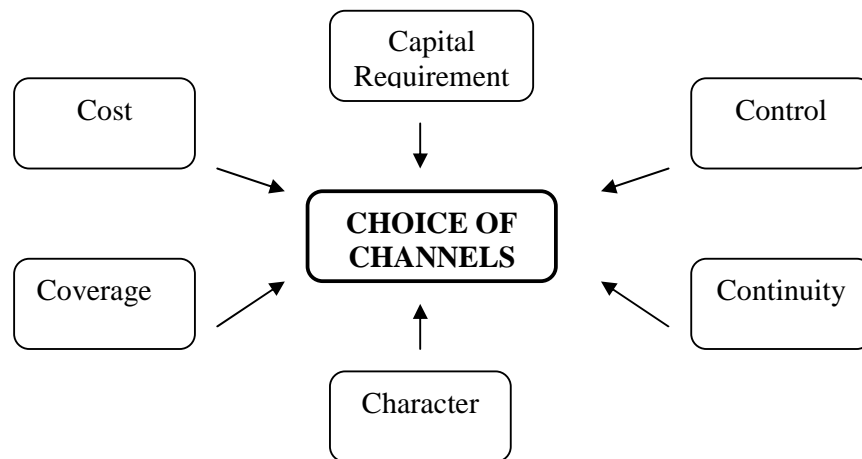 Capital
Requirement
Cost
Control
CHOICE OF
CHANNELS
Coverage
Continuity
Character